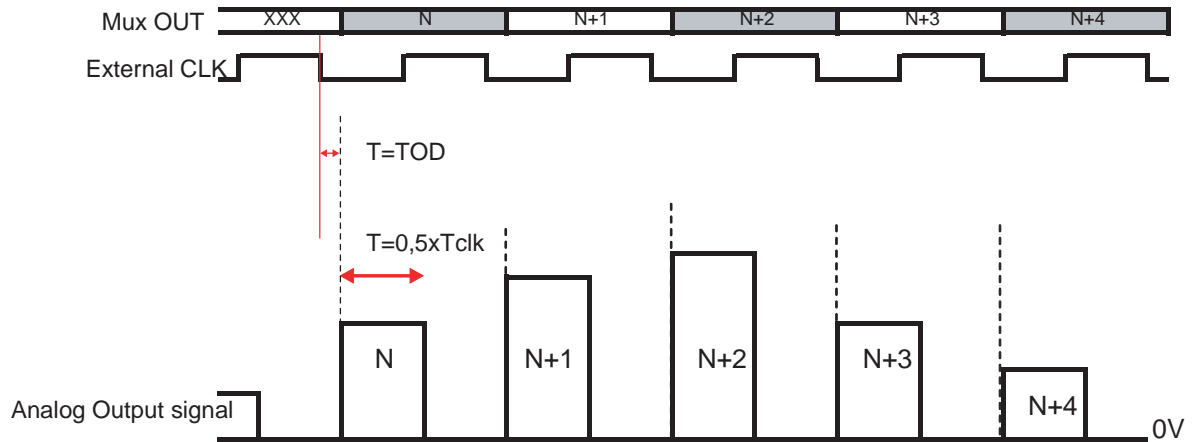 Mux OUT XXX N N+1 N+2 N+3 N+4
External CLK
T=TOD
T=0,5xTclk
N N+1 N+2 N+3 N+4
Analog Output signal 0V